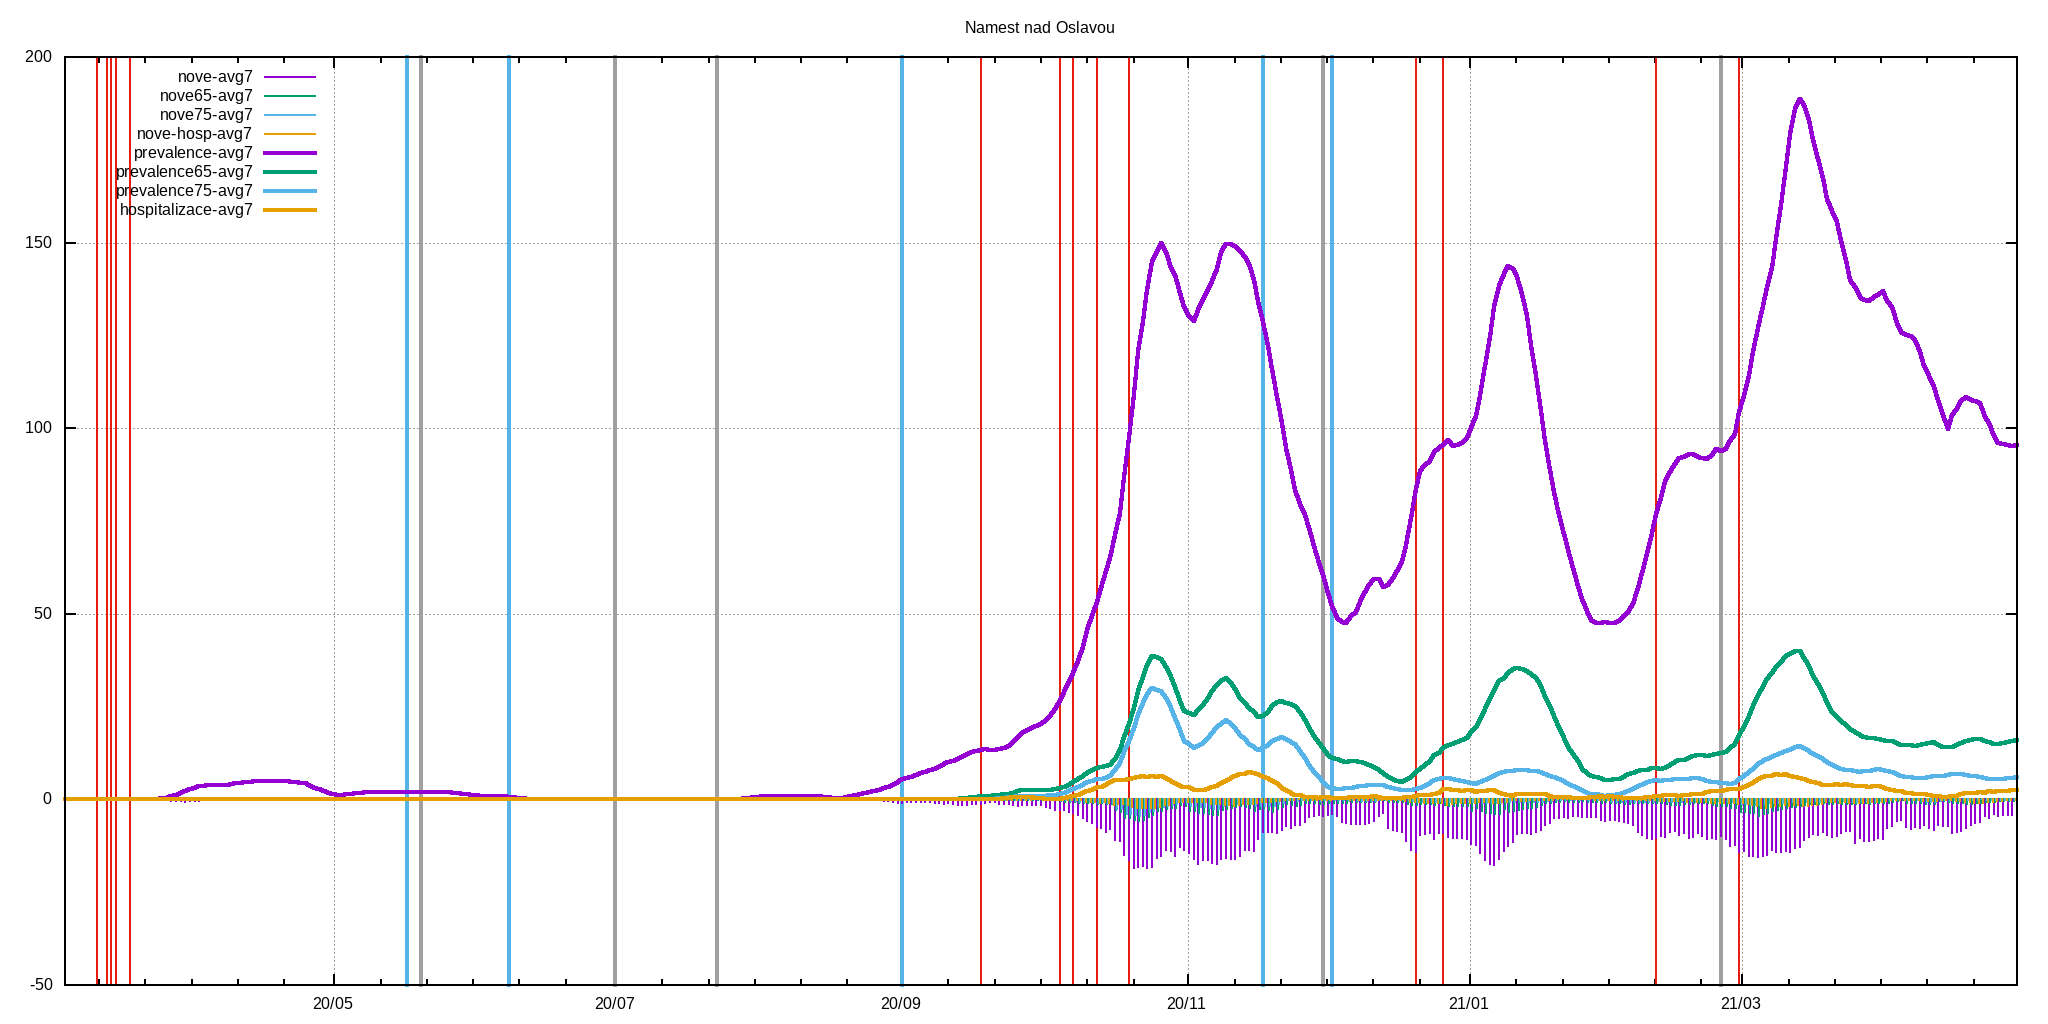 Namest nad Oslavou
200
150
100
50
0
-50
nove-avg7
nove65-avg7
nove75-avg7
nove-hosp-avg7
prevalence-avg7
prevalence65-avg7
prevalence75-avg7
hospitalizace-avg7
20/05
20/07
20/09
20/11
21/01
21/03